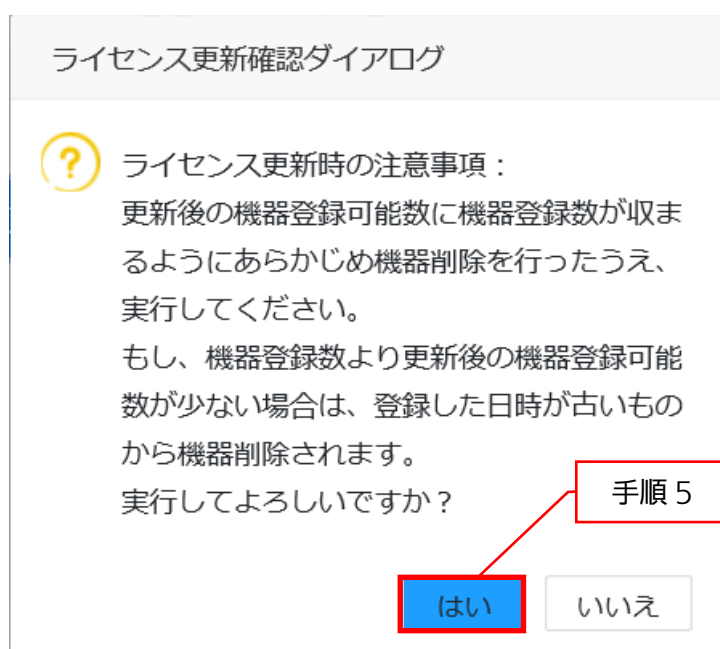 ライセンス更新確認ダイアログ
?
ライセンス更新時の注意事項：
更新後の機器登録可能数に機器登録数が収ま
るようにあらかじめ機器削除を行ったうえ、
実行してください。
もし、機器登録数より更新後の機器登録可能
数が少ない場合は、登録した日時が古いもの
から機器削除されます。
実行してよろしいですか？
手順５
はい
いいえ